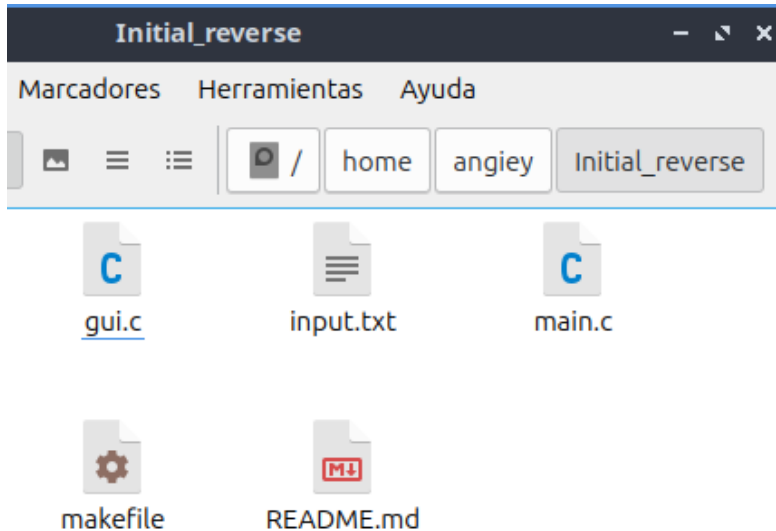 Initial_reverse
Marcadores Herramientas Ayuda
/ home angiey Initial_reverse
C C
gui.c input.txt main.c
M↓
makefile README.md